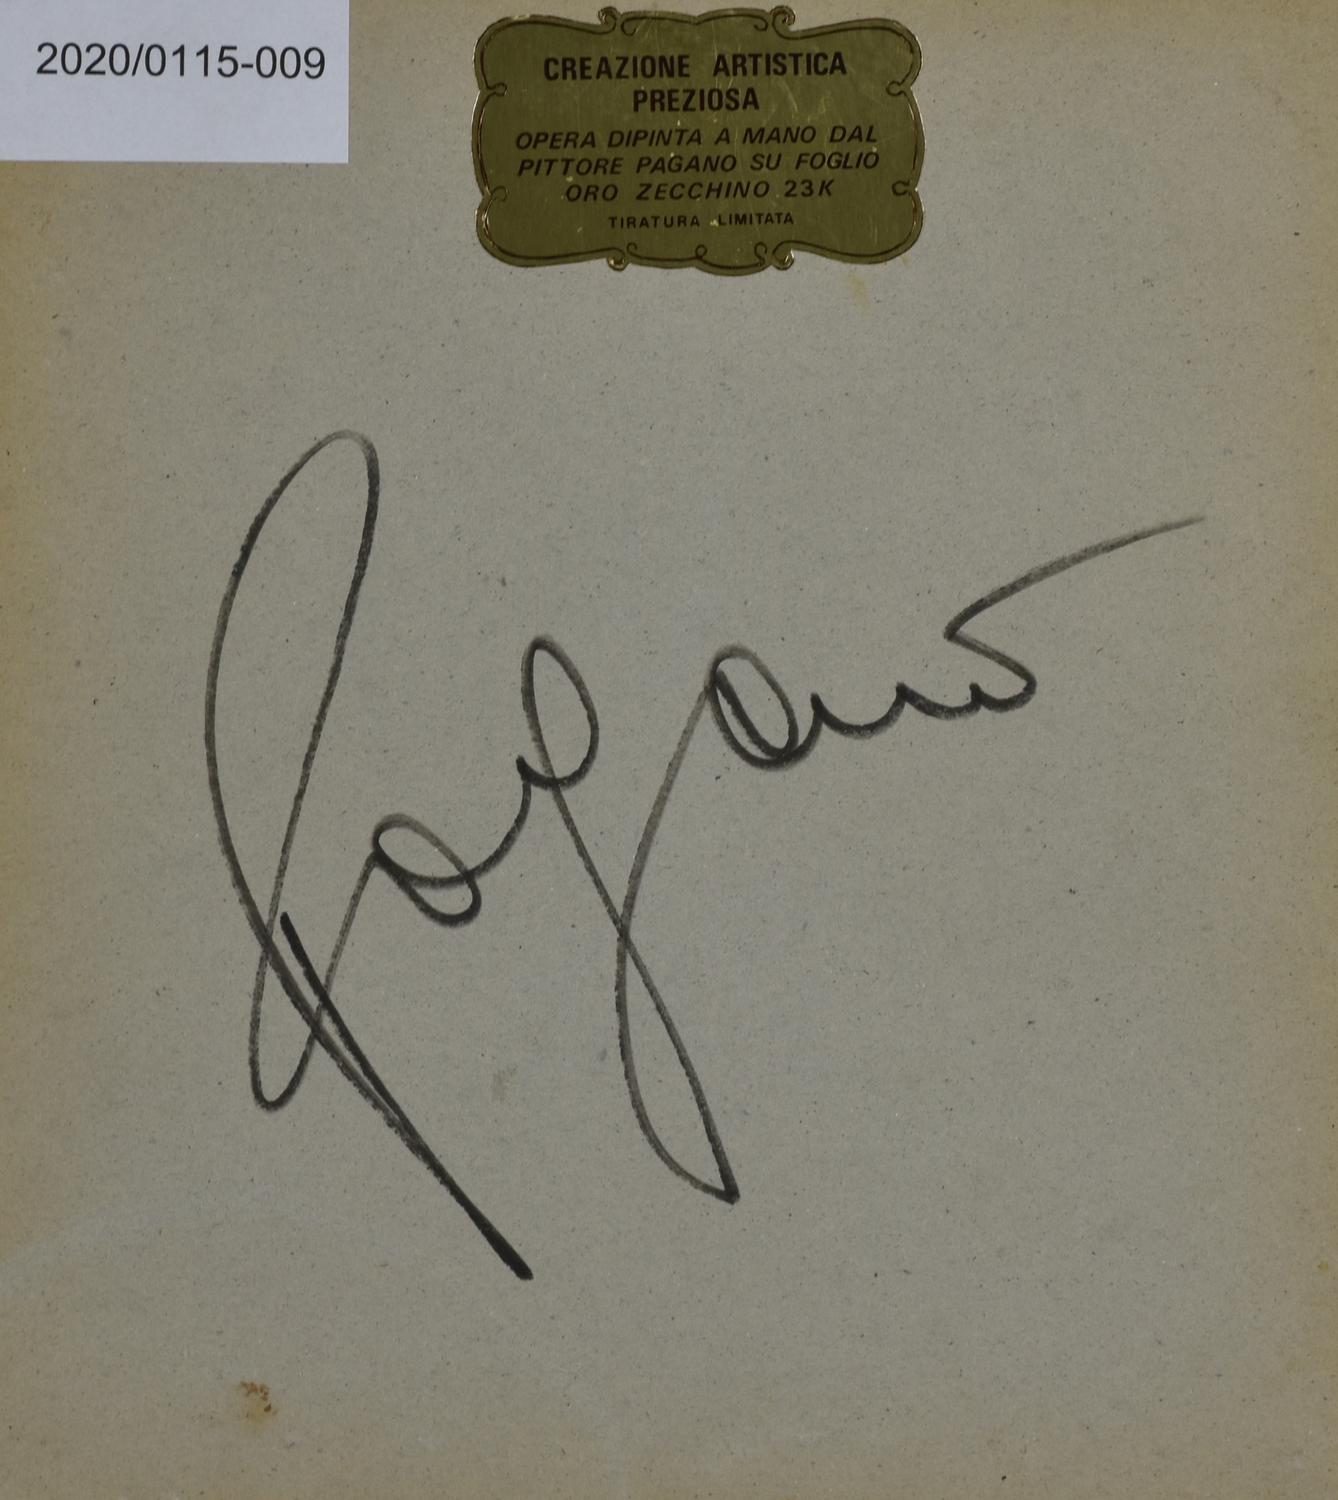 2020/0115-009
CREAZIONE ARTISTICA
PREZIOSA
OPERA DIPINTA A MANO DAL
PITTORE PAGANO SU FOGLIO
ORO ZECCHINO 23K
TIRATURA LIMITATA
Pagano